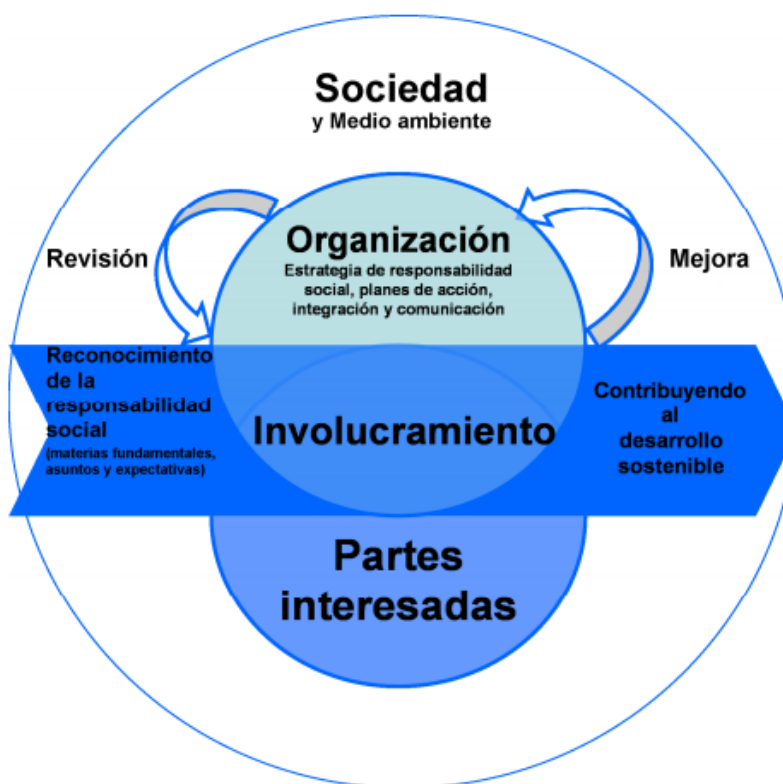 Sociedad
y Medio ambiente
Revisión
Organización
Estrategia de responsabilidad
social, planes de acción,
integración y comunicación
Mejora
Reconocimiento
de la
responsabilidad
social
(materias fundamentales,
asuntos y expectativas)
Involucramiento
Contribuyendo
al
desarrollo
sostenible
Partes
interesadas